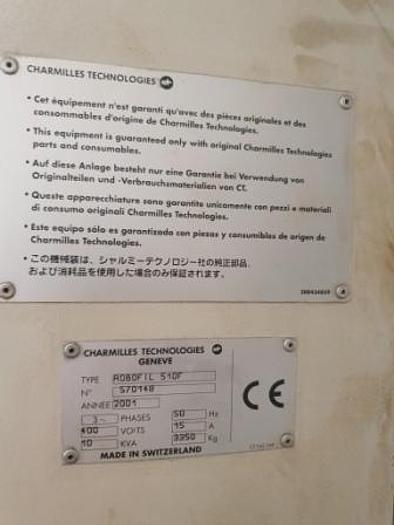 CHARMILLES TECHNOLOGIES
• Cet équipement n'est garanti qu'avec des pièces originales et des
consommables d'origine de Charmilles Technologies.
• This equipment is guaranteed only with original Charmilles Technologies
parts and consumables.
• Auf diese Anlage besteht nur eine Garantie bei Verwendung von
Originalteilen und -Verbrauchsmaterialien von CT.
• Queste apparecchiature sono garantite unicamente con pezzi e materiali
di consumo originali Charmilles Technologies.
• Este equipo sólo es garantizado con piezas y consumibles de origen de
Charmilles Technologies.
• この機械装は、シャルミーテクノロジー社の純正部品、
および消耗品を使用した場合のみ保証されます。
CHARMILLES TECHNOLOGIES
GENEVE
TYPE ROBOFIL 510F
N° 570148
ANNEE 2001
3~ PHASES 50 Hz
400 VOLTS 15 A
10 KVA 3350 Kg
MADE IN SWITZERLAND
CE